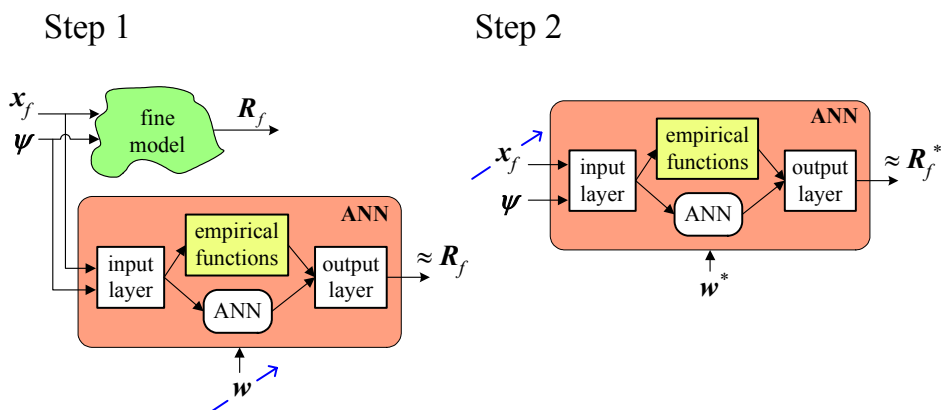 Step 1
x_f
ψ
fine
model
R_f
ANN
input
layer
empirical
functions
ANN
output
layer
≈ R_f
w
Step 2
ANN
x_f
ψ
input
layer
empirical
functions
ANN
output
layer
≈ R_f^*
w^*